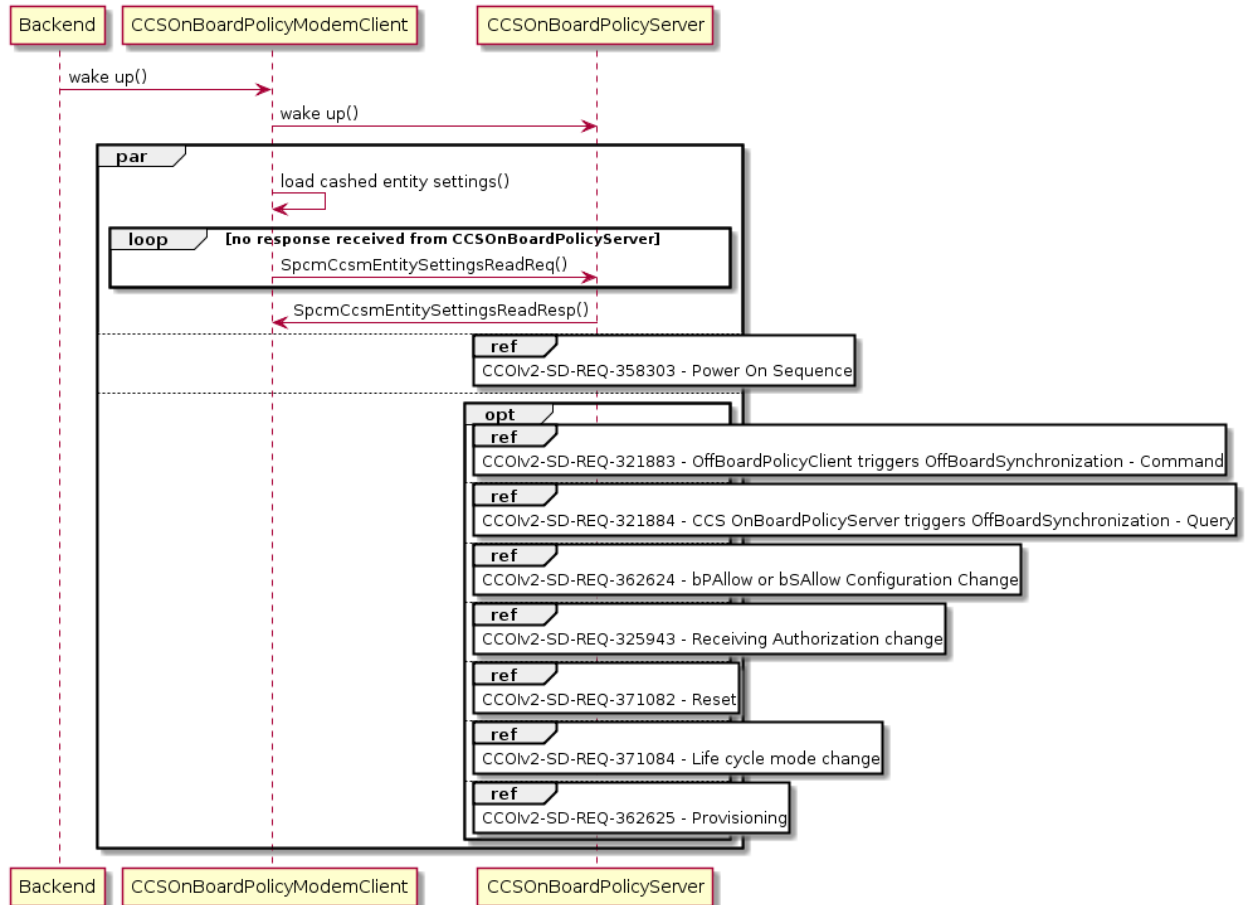 Backend
CCSOnBoardPolicyModemClient
CCSOnBoardPolicyServer
wake up()
wake up()
par
load cashed entity settings()
loop [no response received from CCSOnBoardPolicyServer]
SpcmCcsmEntitySettingsReadReq()
SpcmCcsmEntitySettingsReadResp()
ref
CCOIv2-SD-REQ-358303 - Power On Sequence
opt
ref
CCOIv2-SD-REQ-321883 - OffBoardPolicyClient triggers OffBoardSynchronization - Command
ref
CCOIv2-SD-REQ-321884 - CCS OnBoardPolicyServer triggers OffBoardSynchronization - Query
ref
CCOIv2-SD-REQ-362624 - bPAllow or bSAllow Configuration Change
ref
CCOIv2-SD-REQ-325943 - Receiving Authorization change
ref
CCOIv2-SD-REQ-371082 - Reset
ref
CCOIv2-SD-REQ-371084 - Life cycle mode change
ref
CCOIv2-SD-REQ-362625 - Provisioning
Backend
CCSOnBoardPolicyModemClient
CCSOnBoardPolicyServer